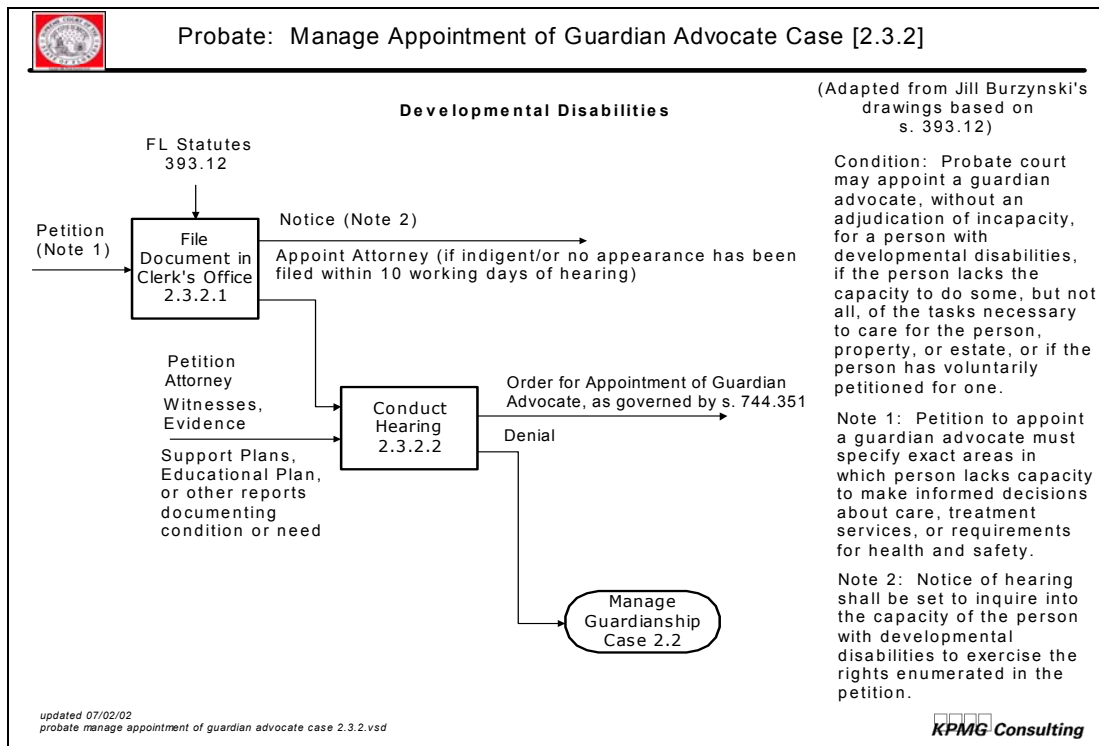 Probate: Manage Appointment of Guardian Advocate Case [2.3.2]
Developmental Disabilities
(Adapted from Jill Burzynski's
drawings based on
s. 393.12)
FL Statutes
393.12
Petition
(Note 1)
File
Document in
Clerk's Office
2.3.2.1
Notice (Note 2)
Appoint Attorney (if indigent/or no appearance has been
filed within 10 working days of hearing)
Petition
Attorney
Witnesses,
Evidence
Support Plans,
Educational Plan,
or other reports
documenting
condition or need
Conduct
Hearing
2.3.2.2
Order for Appointment of Guardian
Advocate, as governed by s. 744.351
Denial
Manage
Guardianship
Case 2.2
Condition: Probate court
may appoint a guardian
advocate, without an
adjudication of incapacity,
for a person with
developmental disabilities,
if the person lacks the
capacity to do some, but not
all, of the tasks necessary
to care for the person,
property, or estate, or if the
person has voluntarily
petitioned for one.
Note 1: Petition to appoint
a guardian advocate must
specify exact areas in
which person lacks capacity
to make informed decisions
about care, treatment
services, or requirements
for health and safety.
Note 2: Notice of hearing
shall be set to inquire into
the capacity of the person
with developmental
disabilities to exercise the
rights enumerated in the
petition.
updated 07/02/02
probate manage appointment of guardian advocate case 2.3.2.vsd
KPMG Consulting